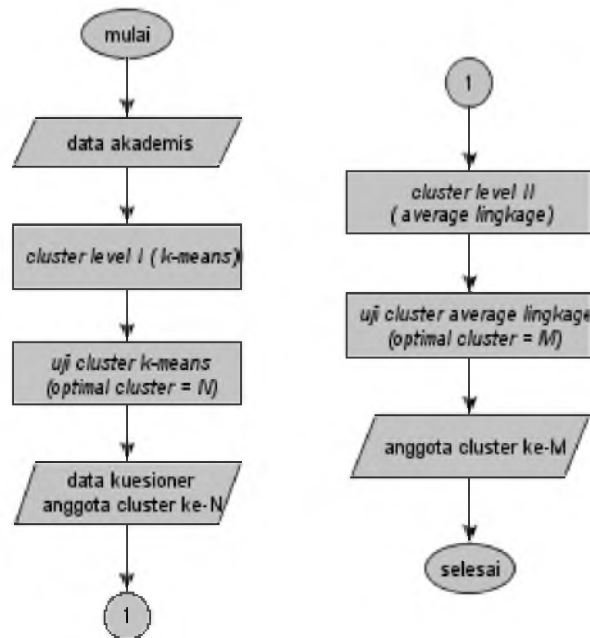 mulai
data akademis
cluster level I ( k-means)
uji cluster k-means
(optimal cluster = N)
data kuesioner
anggota cluster ke-N
1
1
cluster level II
( average lingkage)
uji cluster average lingkage
(optimal cluster = M)
anggota cluster ke-M
selesai